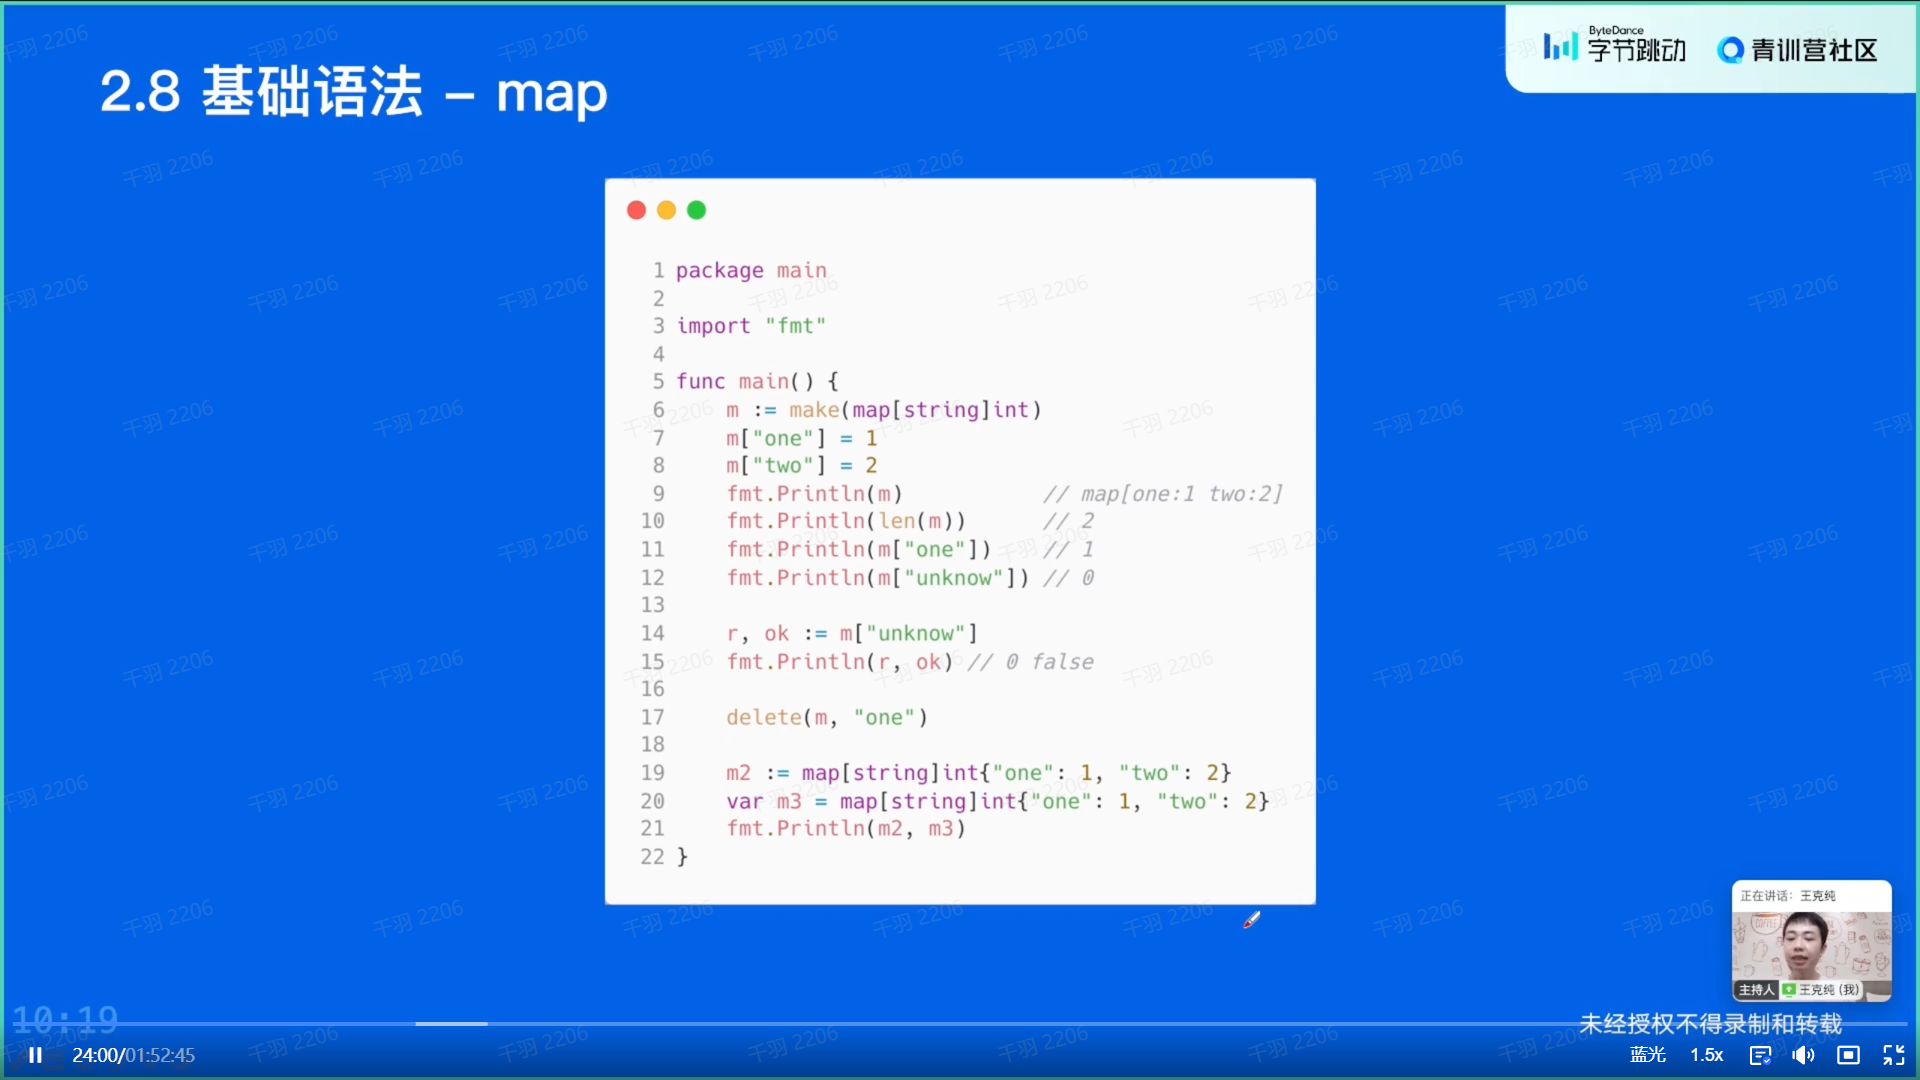 2.8 基础语法 – map
ByteDance
字节跳动
青训营社区
1 package main
2
3 import "fmt"
4
5 func main() {
6     m := make(map[string]int)
7     m["one"] = 1
8     m["two"] = 2
9     fmt.Println(m)           // map[one:1 two:2]
10     fmt.Println(len(m))      // 2
11     fmt.Println(m["one"])    // 1
12     fmt.Println(m["unknow"]) // 0
13
14     r, ok := m["unknow"]
15     fmt.Println(r, ok) // 0 false
16
17     delete(m, "one")
18
19     m2 := map[string]int{"one": 1, "two": 2}
20     var m3 = map[string]int{"one": 1, "two": 2}
21     fmt.Println(m2, m3)
22 }
正在讲话: 王克纯
COFFEE
主持人 王克纯 (我)
10:19
未经授权不得录制和转载
24:00/01:52:45
蓝光 1.5x
千羽 2206